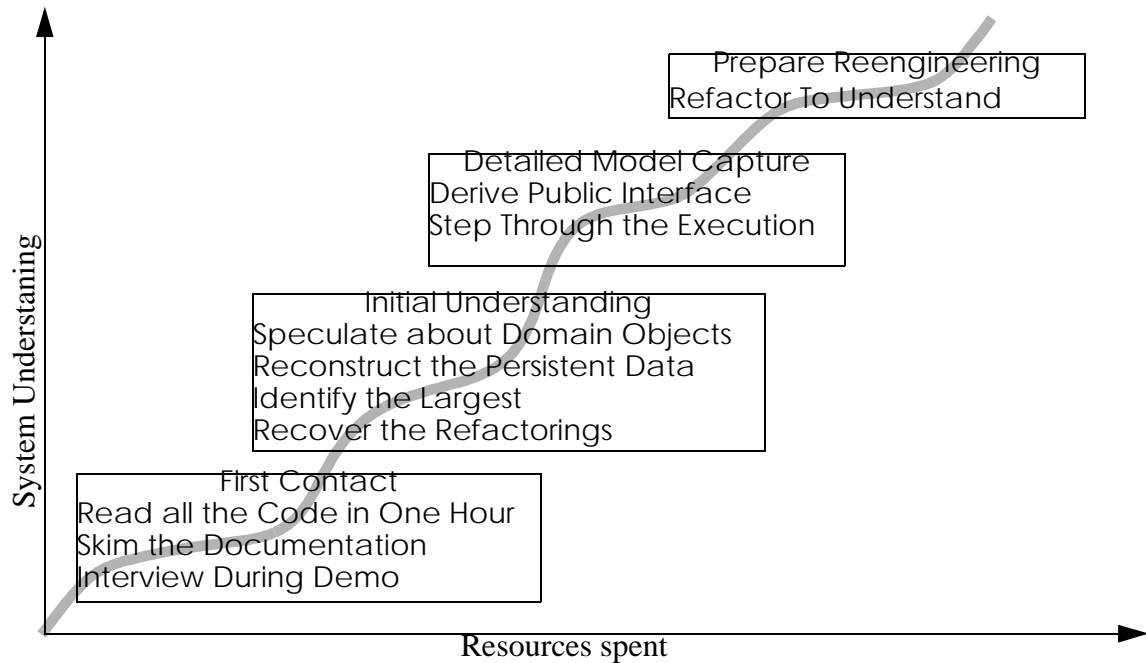 Prepare Reengineering
Refactor To Understand
Detailed Model Capture
Derive Public Interface
Step Through the Execution
Initial Understanding
Speculate about Domain Objects
Reconstruct the Persistent Data
Identify the Largest
Recover the Refactorings
First Contact
Read all the Code in One Hour
Skim the Documentation
Interview During Demo
System Understaning
Resources spent